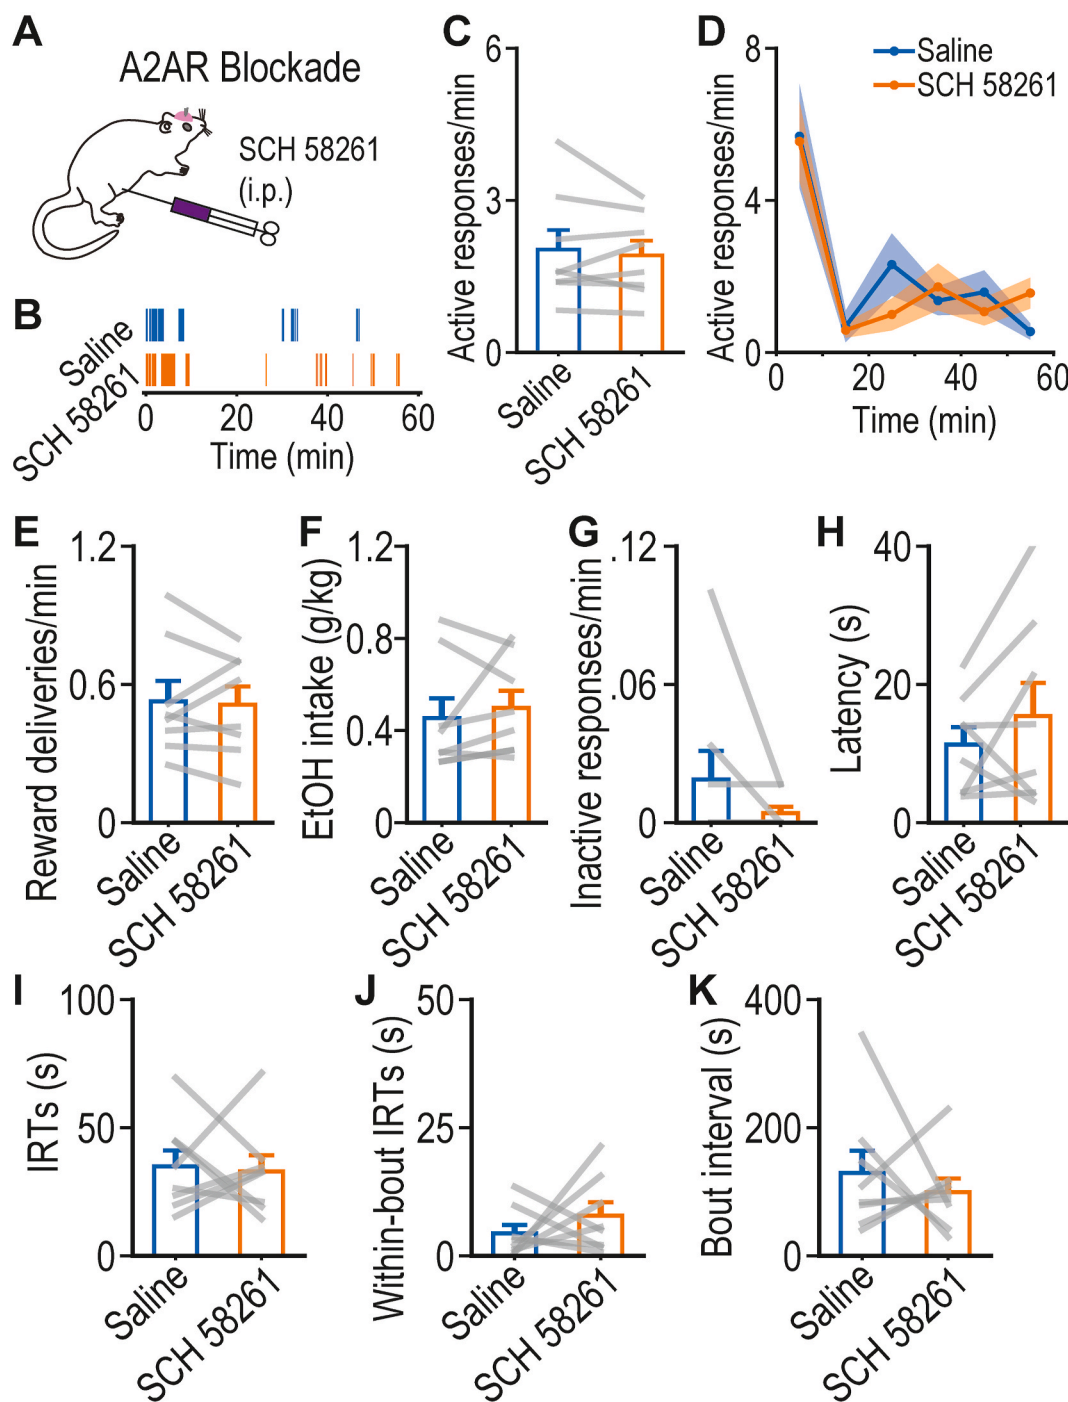 A
A2AR Blockade
SCH 58261
(i.p.)
B
Saline
SCH 58261
0 20 40 60
Time (min)
C
Active responses/min
6
3
0
Saline
SCH 58261
D
Active responses/min
8
4
0
Saline
SCH 58261
0 20 40 60
Time (min)
E
Reward deliveries/min
1.2
0.6
0
Saline
SCH 58261
F
EtOH intake (g/kg)
1.2
0.8
0.4
0
Saline
SCH 58261
G
Inactive responses/min
.12
.06
0
Saline
SCH 58261
H
Latency (s)
40
20
0
Saline
SCH 58261
I
IRTs (s)
100
50
0
Saline
SCH 58261
J
Within-bout IRTs (s)
50
25
0
Saline
SCH 58261
K
Bout interval (s)
400
200
0
Saline
SCH 58261